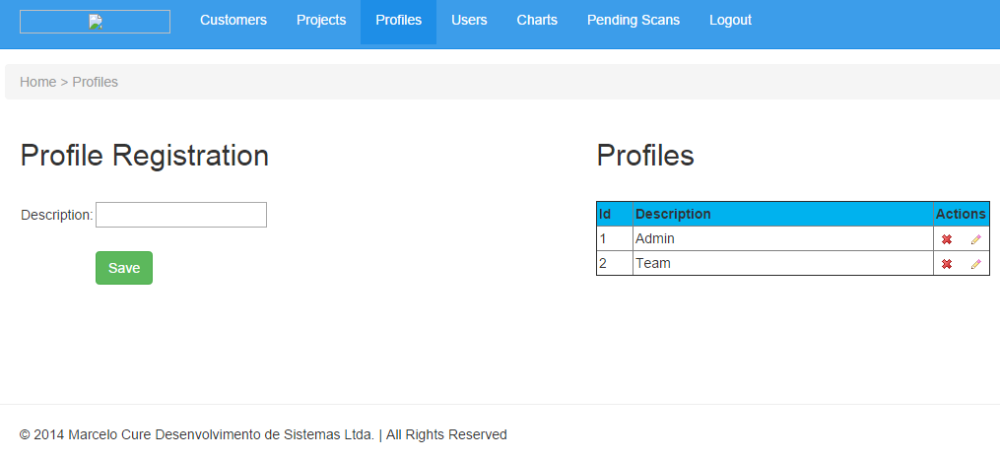 Customers Projects Profiles Users Charts Pending Scans Logout
Home > Profiles
Profile Registration
Description:
Save
Profiles
Id Description Actions
1 Admin
2 Team
© 2014 Marcelo Cure Desenvolvimento de Sistemas Ltda. | All Rights Reserved